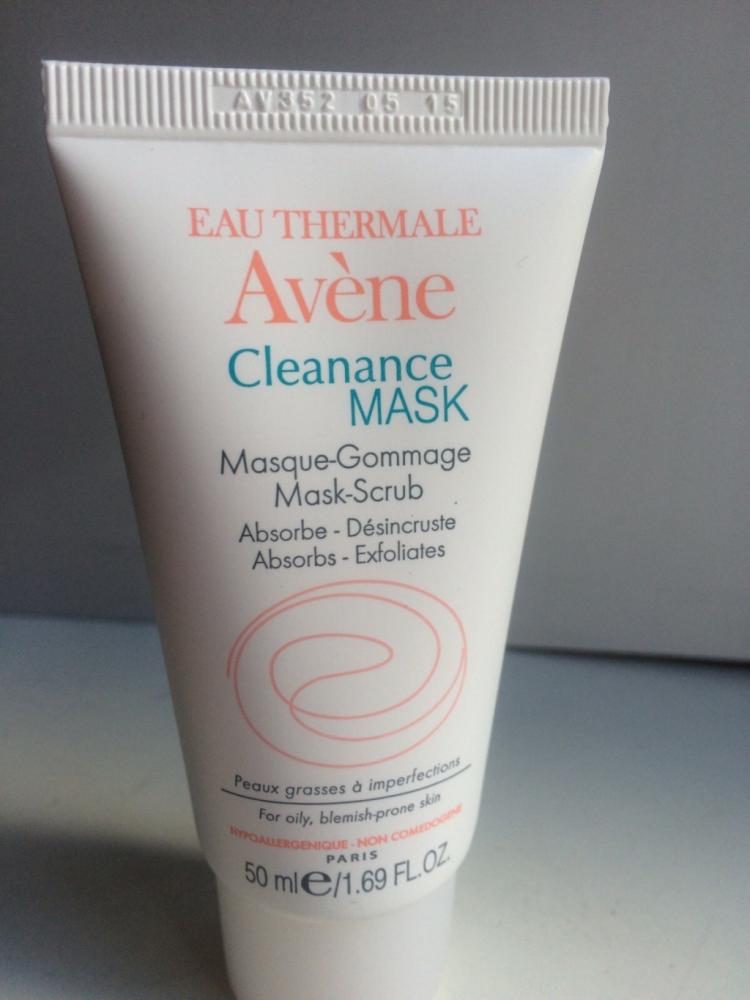 AV352 05 15
EAU THERMALE
Avène
Cleanance
MASK
Masque-Gommage
Mask-Scrub
Absorbe - Désincruste
Absorbs - Exfoliates
Peaux grasses à imperfections
For oily, blemish-prone skin
HYPOALLERGENIQUE - NON COMEDOGENE
PARIS
50 ml e/1.69 FL.OZ.